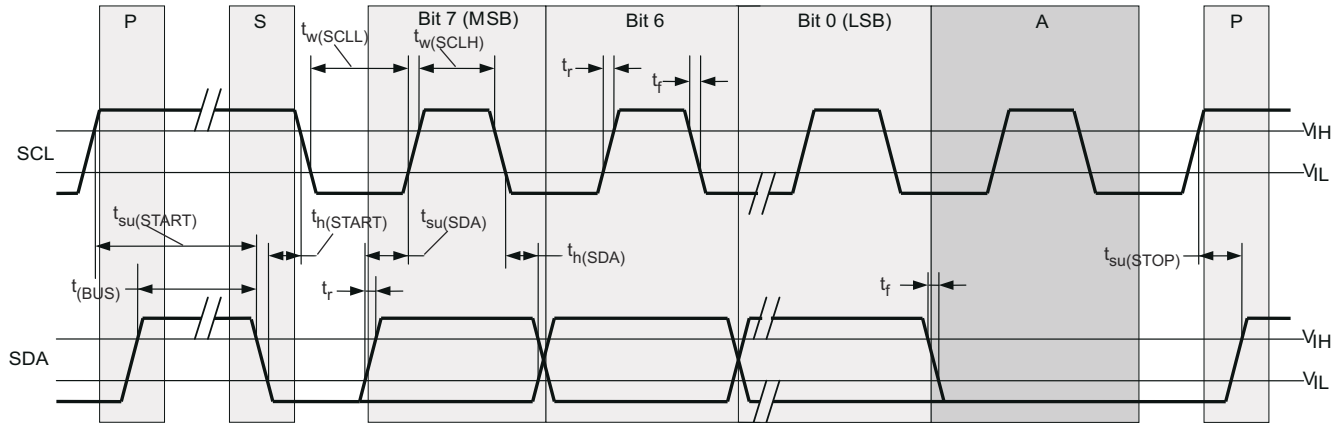 P S Bit 7 (MSB) Bit 6 Bit 0 (LSB) A P
tw(SCLL) tw(SCLH) tr tf
SCL VIH
VIL
tsu(START) th(START) tsu(SDA) th(SDA) tsu(STOP)
t(BUS) tr tf
SDA VIH
VIL